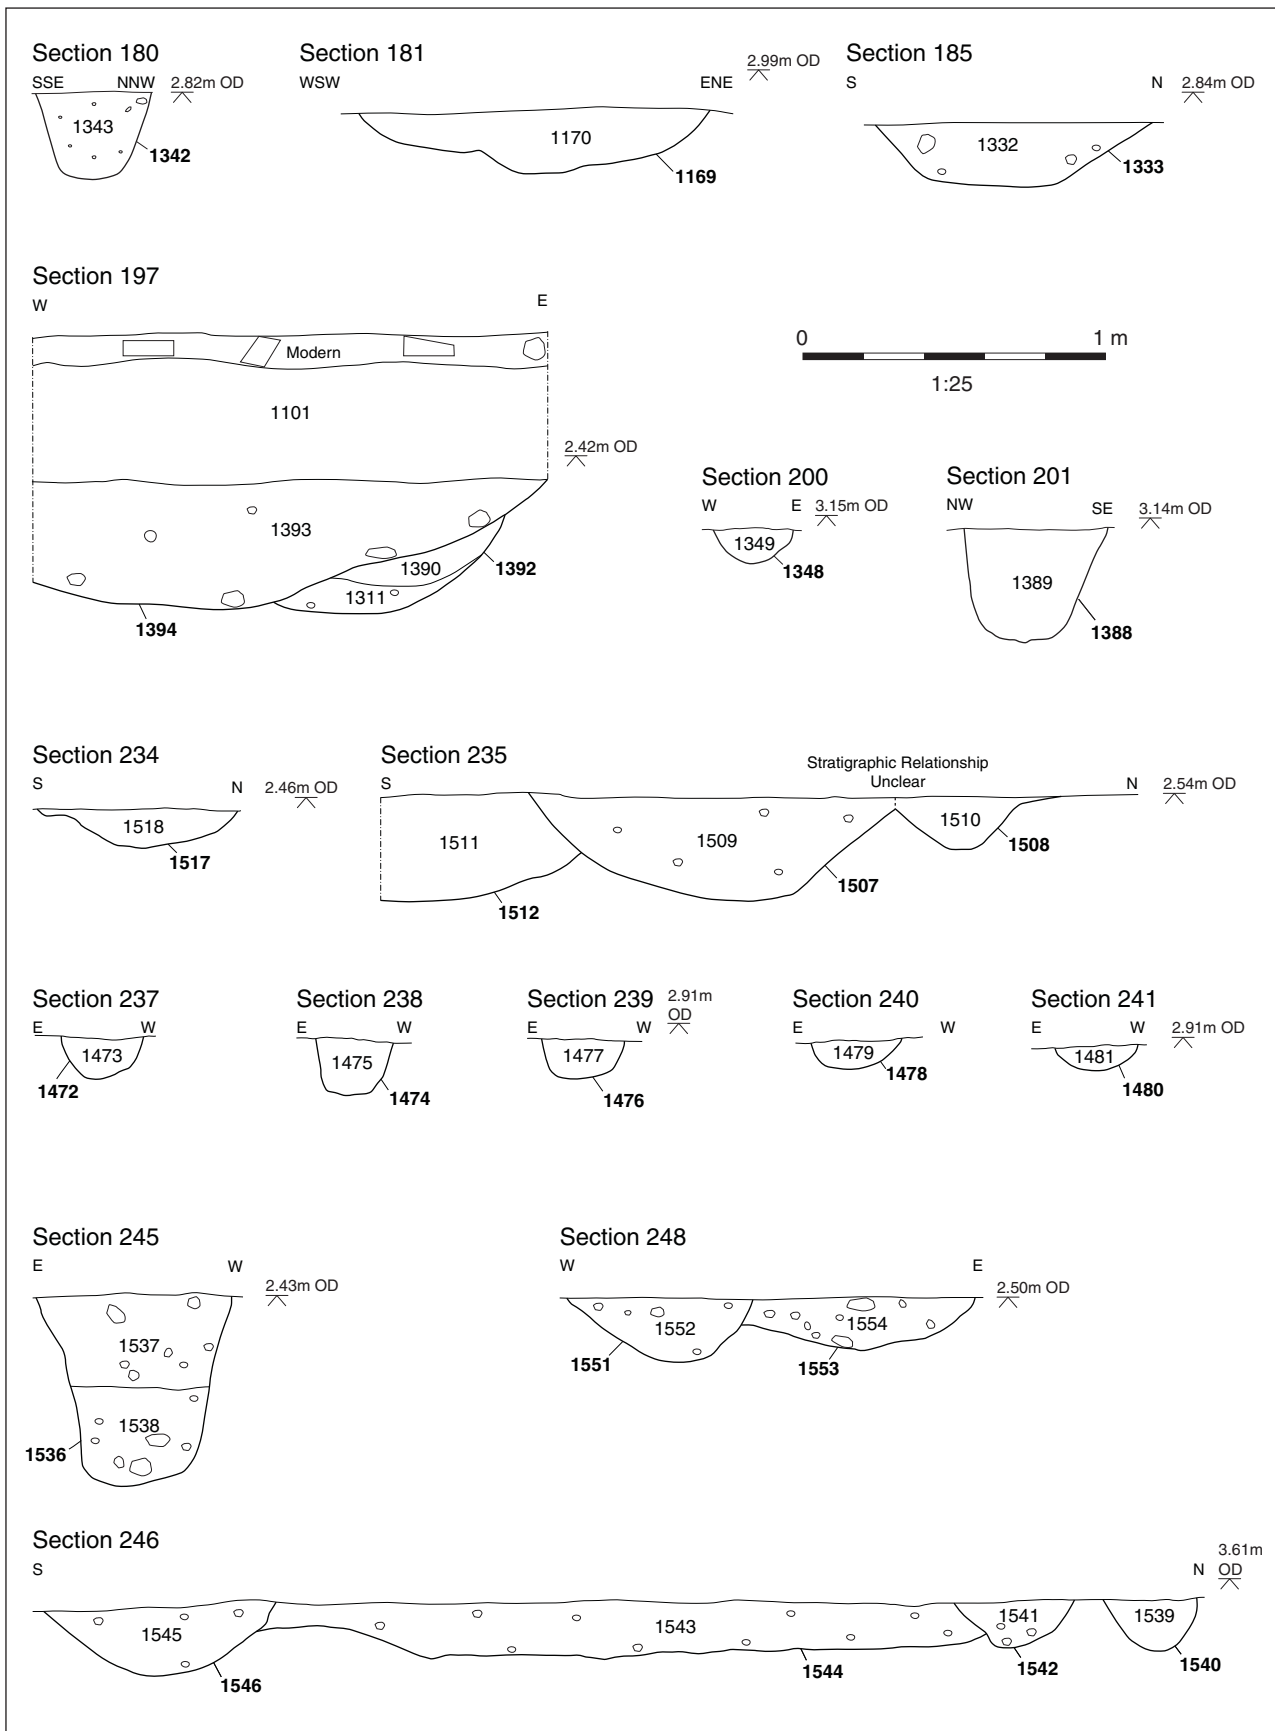 Section 180
SSE NNW 2.82m OD
1343
1342
Section 181
WSW ENE 2.99m OD
1170
1169
Section 185
S N 2.84m OD
1332
1333
Section 197
W E
Modern
1101
2.42m OD
1393
1390
1392
1311
1394
0 1 m
1:25
Section 200
W E 3.15m OD
1349
1348
Section 201
NW SE 3.14m OD
1389
1388
Section 234
S N 2.46m OD
1518
1517
Section 235
S N 2.54m OD
Stratigraphic Relationship
Unclear
1511
1509
1510
1508
1507
1512
Section 237
E W
1473
1472
Section 238
E W
1475
1474
Section 239
E W
2.91m
OD
1477
1476
Section 240
E W
1479
1478
Section 241
E W 2.91m OD
1481
1480
Section 245
E W 2.43m OD
1537
1538
1536
Section 248
W E 2.50m OD
1552
1554
1551
1553
Section 246
S N
3.61m
OD
1545
1543
1541
1539
1546
1544
1542
1540